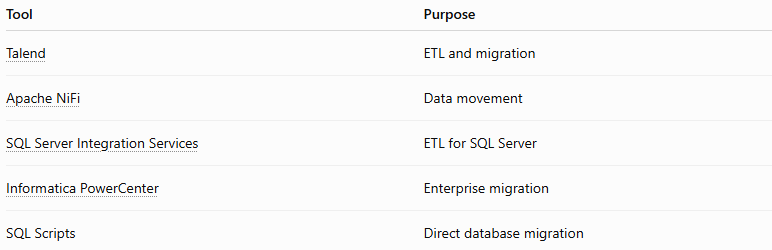 Tool Purpose
Talend ETL and migration
Apache NiFi Data movement
SQL Server Integration Services ETL for SQL Server
Informatica PowerCenter Enterprise migration
SQL Scripts Direct database migration